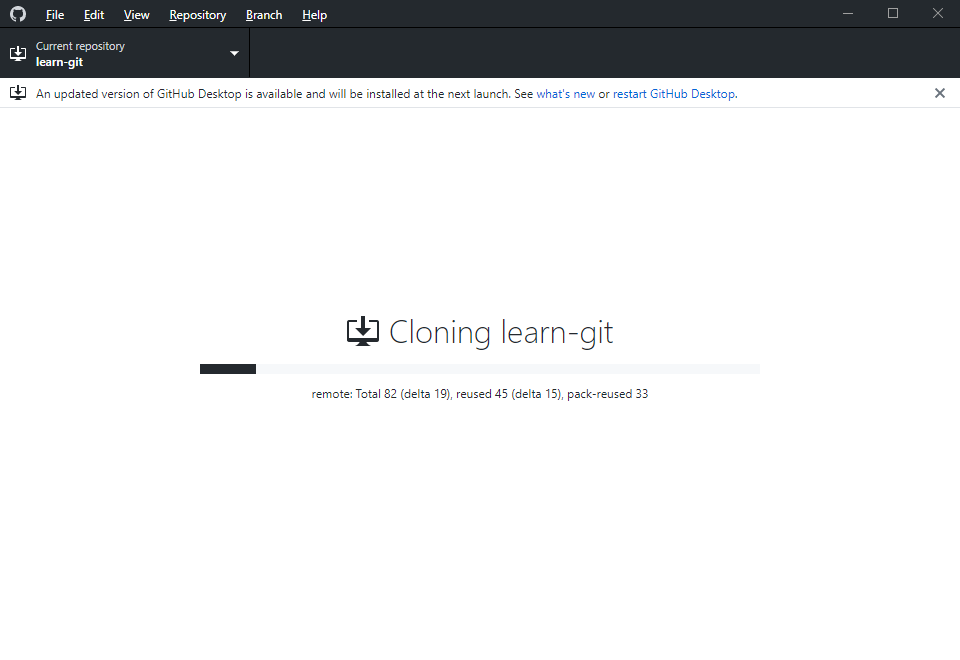 File Edit View Repository Branch Help
Current repository
learn-git
An updated version of GitHub Desktop is available and will be installed at the next launch. See what's new or restart GitHub Desktop.
Cloning learn-git
remote: Total 82 (delta 19), reused 45 (delta 15), pack-reused 33